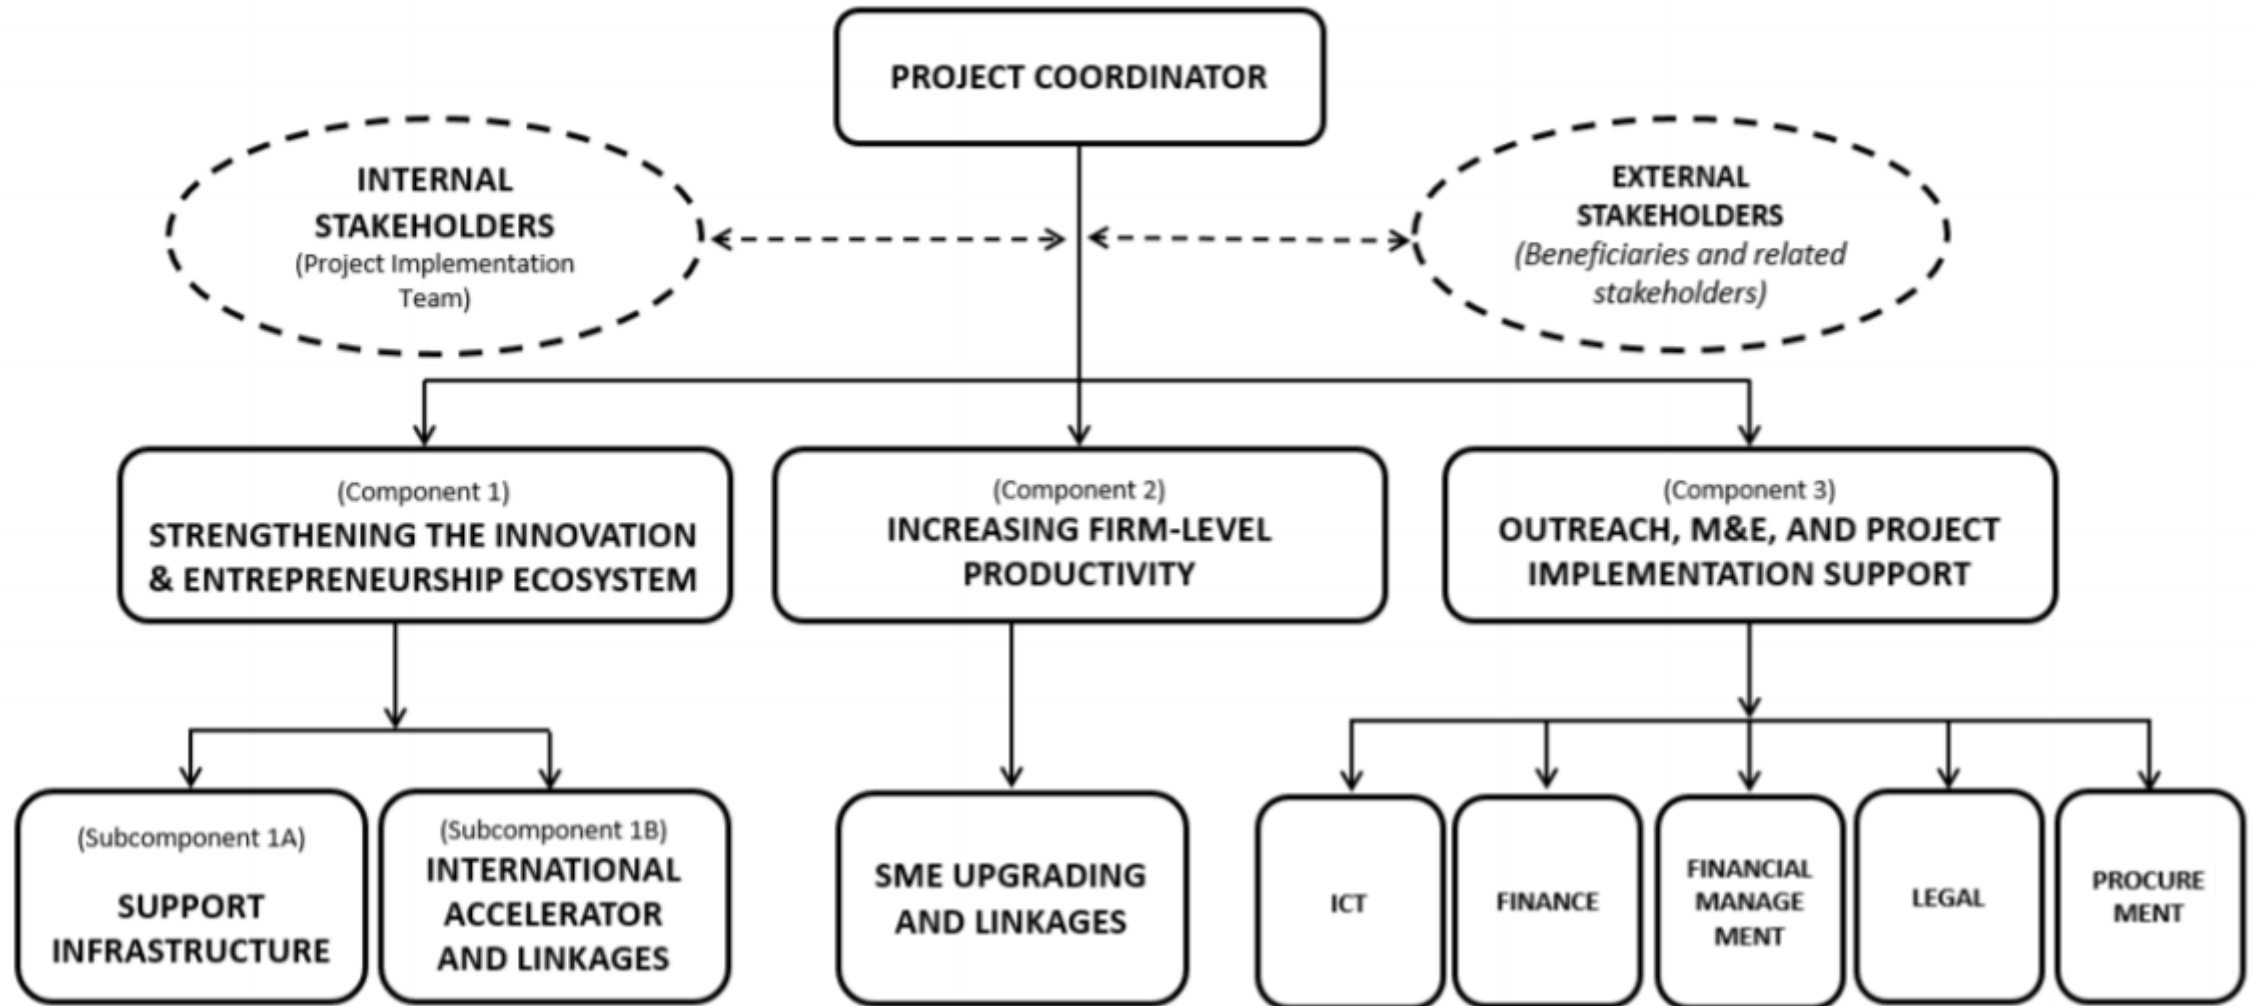 PROJECT COORDINATOR
INTERNAL
STAKEHOLDERS
(Project Implementation
Team)
EXTERNAL
STAKEHOLDERS
(Beneficiaries and related
stakeholders)
(Component 1)
STRENGTHENING THE INNOVATION
& ENTREPRENEURSHIP ECOSYSTEM
(Component 2)
INCREASING FIRM-LEVEL
PRODUCTIVITY
(Component 3)
OUTREACH, M&E, AND PROJECT
IMPLEMENTATION SUPPORT
(Subcomponent 1A)
SUPPORT
INFRASTRUCTURE
(Subcomponent 1B)
INTERNATIONAL
ACCELERATOR
AND LINKAGES
SME UPGRADING
AND LINKAGES
ICT
FINANCE
FINANCIAL
MANAGE
MENT
LEGAL
PROCURE
MENT